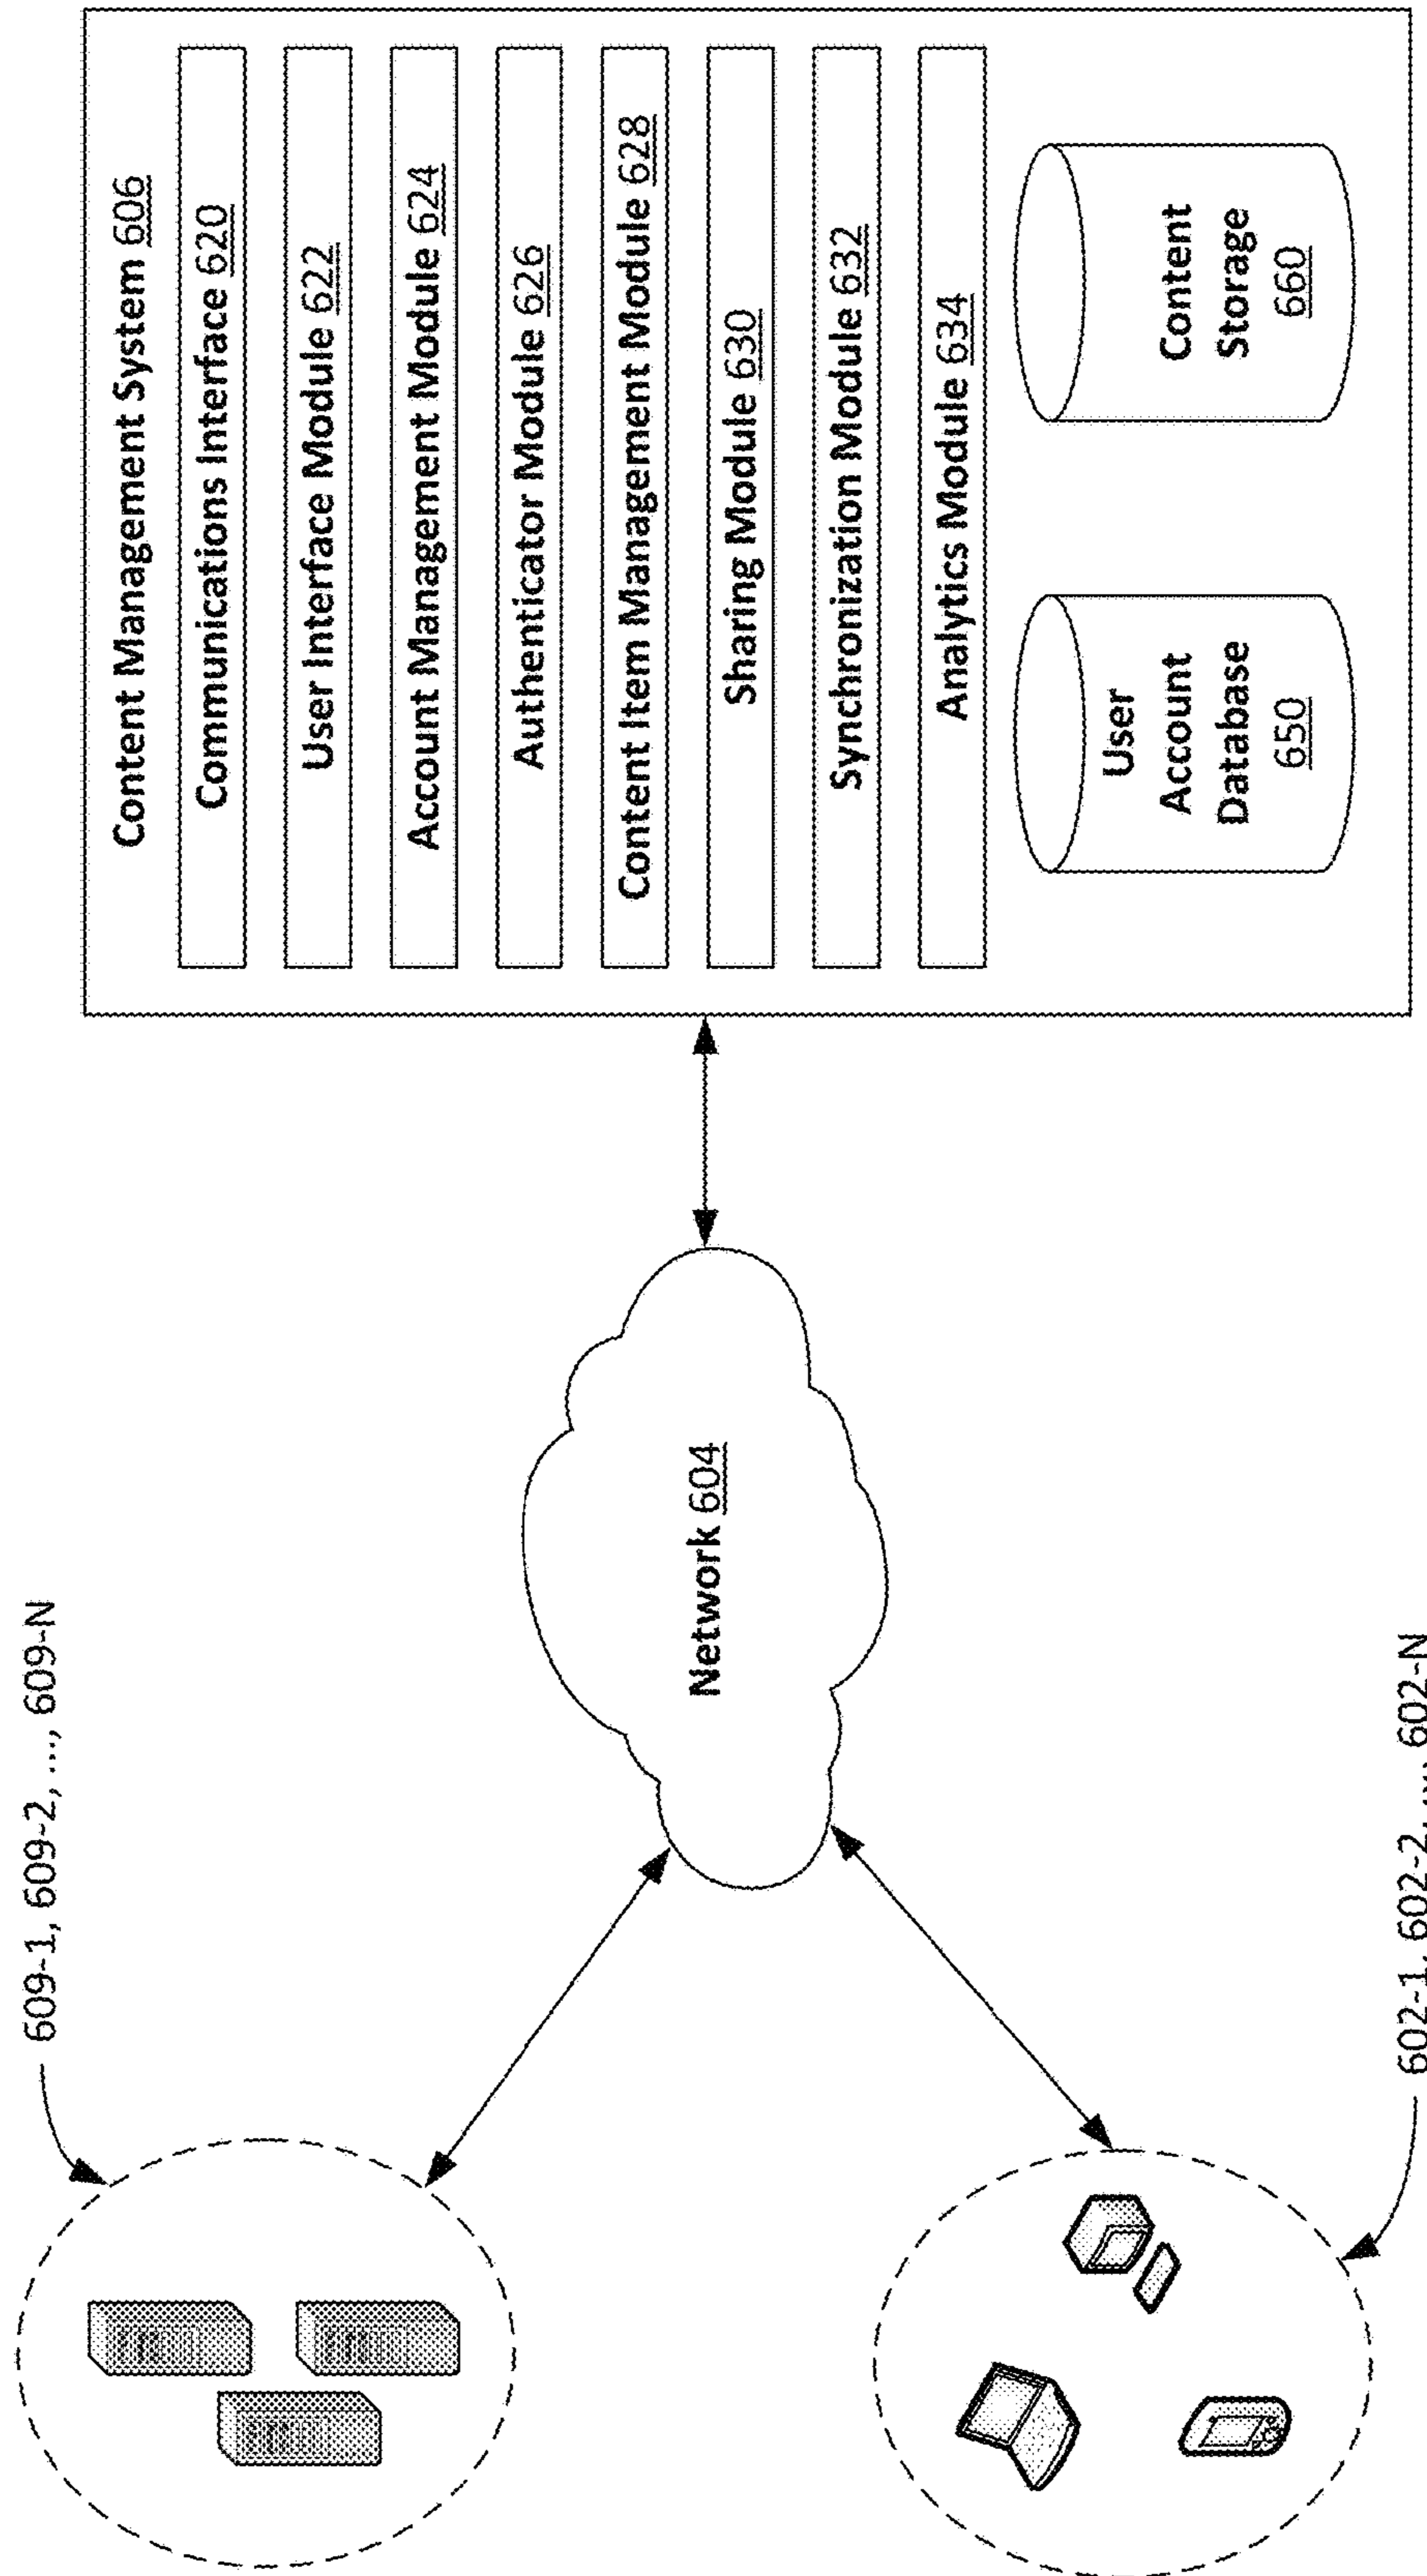 609-1, 609-2, ..., 609-N
602-1, 602-2, ..., 602-N
Network 604
Content Management System 606
Communications Interface 620
User Interface Module 622
Account Management Module 624
Authenticator Module 626
Content Item Management Module 628
Sharing Module 630
Synchronization Module 632
Analytics Module 634
User
Account
Database
650
Content
Storage
660